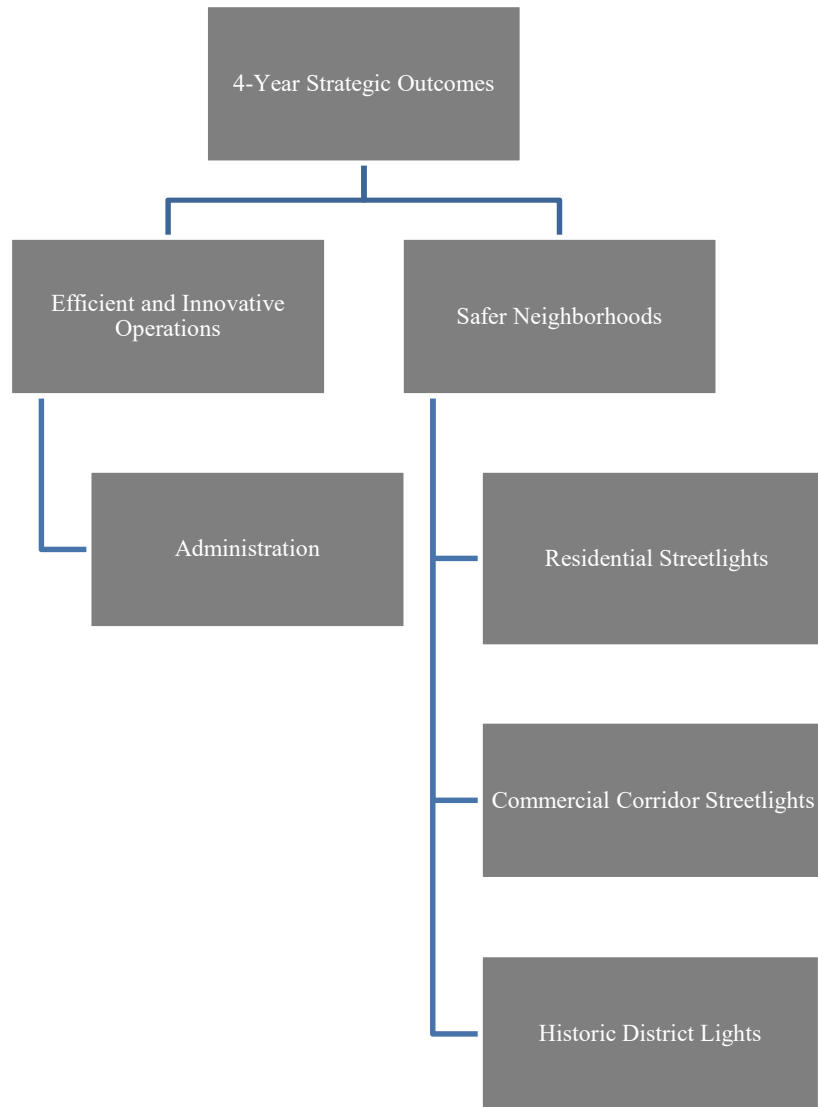 4-Year Strategic Outcomes
Efficient and Innovative
Operations
Safer Neighborhoods
Administration
Residential Streetlights
Commercial Corridor Streetlights
Historic District Lights